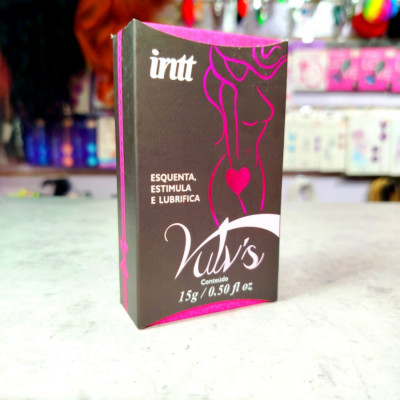 intt
ESQUENTA,
ESTIMULA
E LUBRIFICA
Vulv's
Conteúdo
15g / 0.50 fl oz